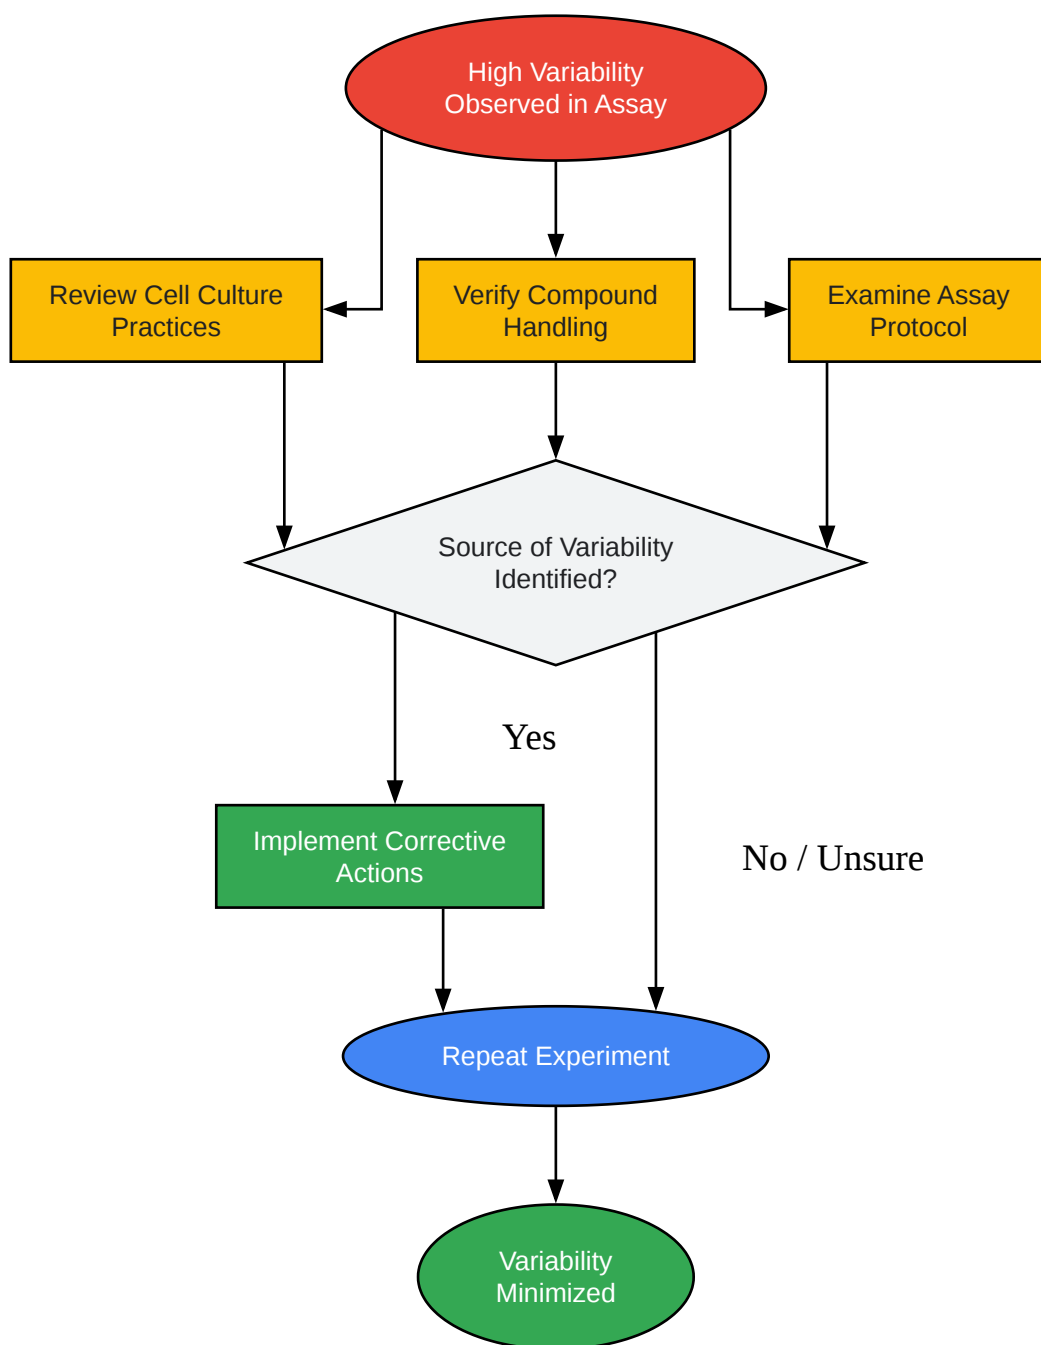 High Variability
Observed in Assay
Review Cell Culture
Practices
Verify Compound
Handling
Examine Assay
Protocol
Source of Variability
Identified?
Yes
Implement Corrective
Actions
No / Unsure
Repeat Experiment
Variability
Minimized